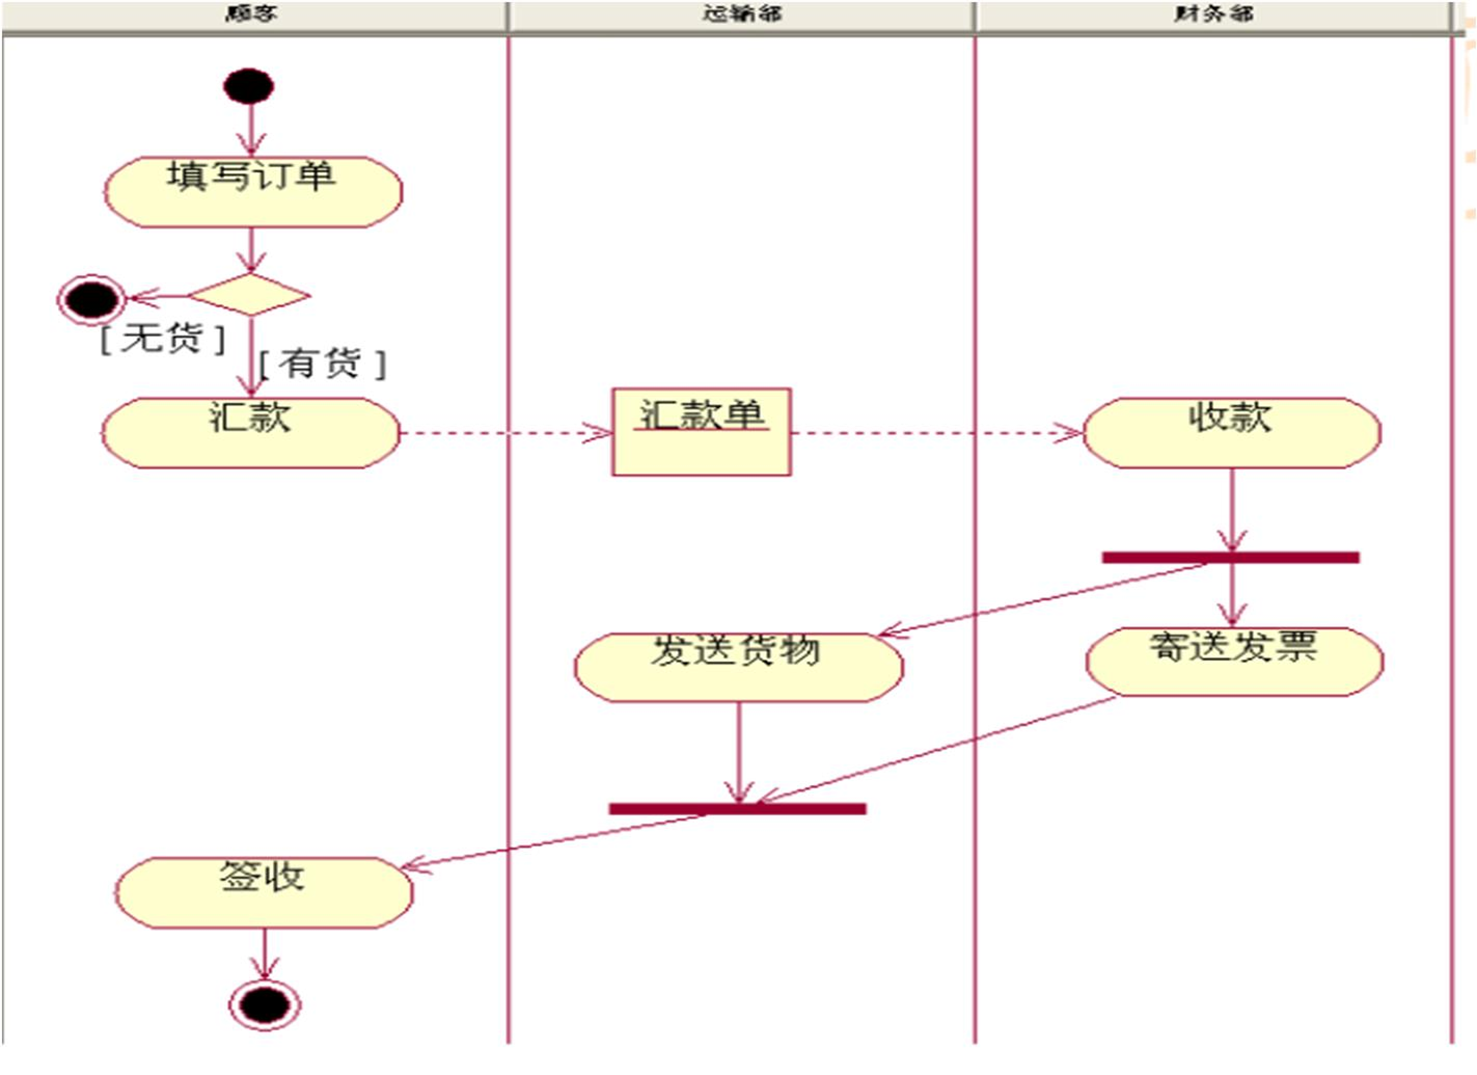 顾客
运输部
财务部
填写订单
[ 无货 ]
[ 有货 ]
汇款
汇款单
收款
发送货物
寄送发票
签收